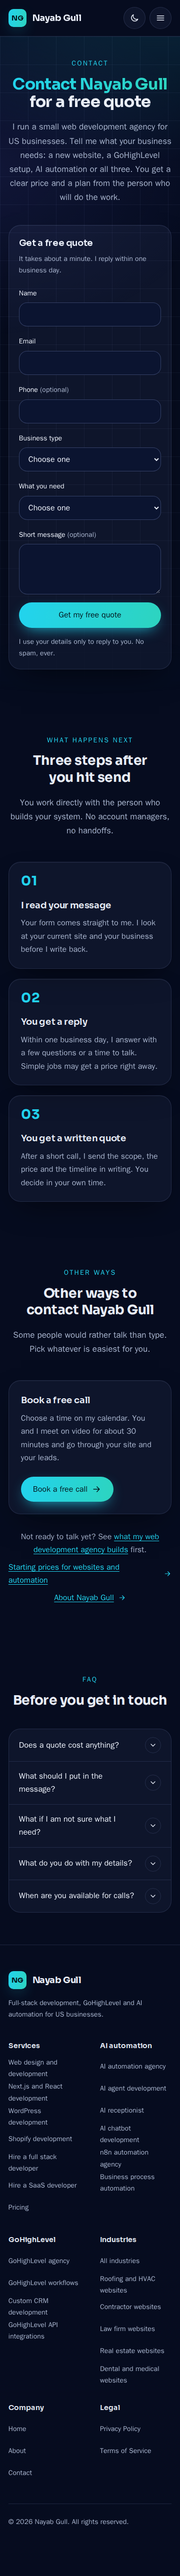 NG Nayab Gull
CONTACT
Contact Nayab Gull
for a free quote
I run a small web development agency for
US businesses. Tell me what your business
needs: a new website, a GoHighLevel
setup, AI automation or all three. You get a
clear price and a plan from the person who
will do the work.
Get a free quote
It takes about a minute. I reply within one
business day.
Name
Email
Phone (optional)
Business type
Choose one
What you need
Choose one
Short message (optional)
Get my free quote
I use your details only to reply to you. No
spam, ever.
WHAT HAPPENS NEXT
Three steps after
you hit send
You work directly with the person who
builds your system. No account managers,
no handoffs.
01
I read your message
Your form comes straight to me. I look
at your current site and your business
before I write back.
02
You get a reply
Within one business day, I answer with
a few questions or a time to talk.
Simple jobs may get a price right away.
03
You get a written quote
After a short call, I send the scope, the
price and the timeline in writing. You
decide in your own time.
OTHER WAYS
Other ways to
contact Nayab Gull
Some people would rather talk than type.
Pick whatever is easiest for you.
Book a free call
Choose a time on my calendar. You
and I meet on video for about 30
minutes and go through your site and
your leads.
Book a free call →
Not ready to talk yet? See what my web
development agency builds first.
Starting prices for websites and
automation →
About Nayab Gull →
FAQ
Before you get in touch
Does a quote cost anything?
What should I put in the
message?
What if I am not sure what I
need?
What do you do with my details?
When are you available for calls?
NG Nayab Gull
Full-stack development, GoHighLevel and AI
automation for US businesses.
Services
Web design and
development
Next.js and React
development
WordPress
development
Shopify development
Hire a full stack
developer
Hire a SaaS developer
Pricing
AI automation
AI automation agency
AI agent development
AI receptionist
AI chatbot
development
n8n automation
agency
Business process
automation
GoHighLevel
GoHighLevel agency
GoHighLevel workflows
Custom CRM
development
GoHighLevel API
integrations
Industries
All industries
Roofing and HVAC
websites
Contractor websites
Law firm websites
Real estate websites
Dental and medical
websites
Company
Home
About
Contact
Legal
Privacy Policy
Terms of Service
© 2026 Nayab Gull. All rights reserved.